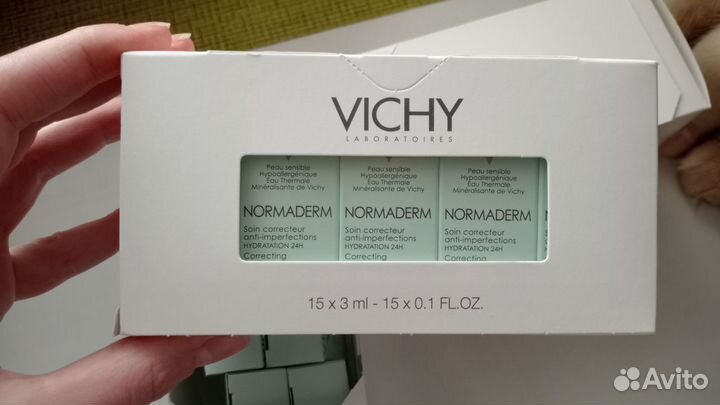 VICHY
LABORATOIRES
Peau sensible
Hypoallergénique
Eau Thermale
Minéralisante de Vichy
NORMADERM
Soin correcteur
anti-imperfections
HYDRATATION 24H
Correcting
Peau sensible
Hypoallergénique
Eau Thermale
Minéralisante de Vichy
NORMADERM
Soin correcteur
anti-imperfections
HYDRATATION 24H
Correcting
Peau sensible
Hypoallergénique
Eau Thermale
Minéralisante de Vichy
NORMADERM
Soin correcteur
anti-imperfections
HYDRATATION 24H
Correcting
15 x 3 ml - 15 x 0.1 FL.OZ.
Avito